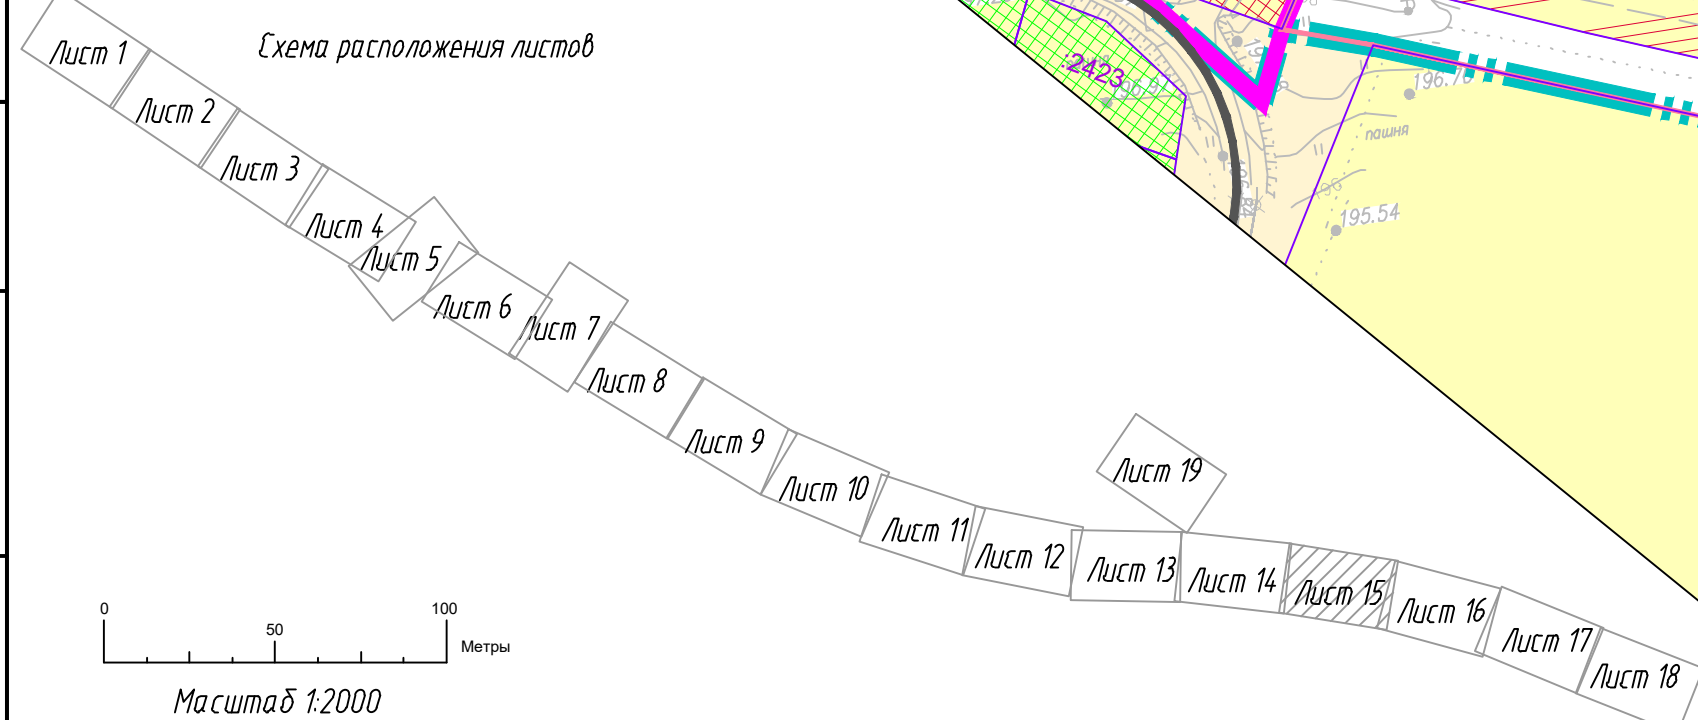 Схема расположения листов
Лист 1
Лист 2
Лист 3
Лист 4
Лист 5
Лист 6
Лист 7
Лист 8
Лист 9
Лист 10
Лист 11
Лист 12
Лист 13
Лист 14
Лист 15
Лист 16
Лист 17
Лист 18
Лист 19
:2423
пашня
196
195.54
0
50
100
Метры
Масштаб 1:2000